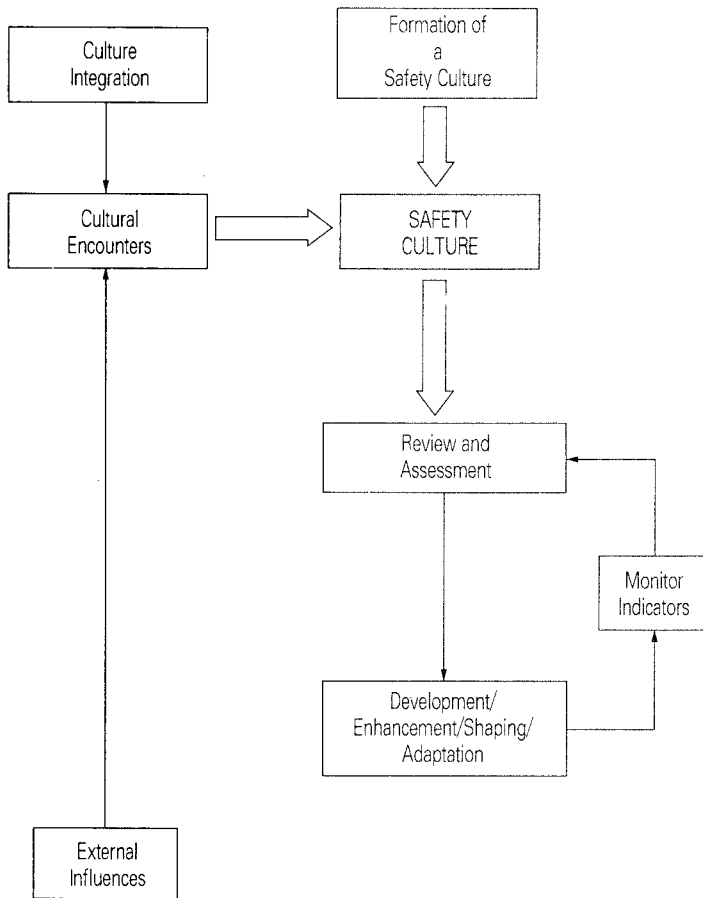 Culture
Integration
Formation of
a
Safety Culture
Cultural
Encounters
SAFETY
CULTURE
Review and
Assessment
Monitor
Indicators
Development/
Enhancement/Shaping/
Adaptation
External
Influences